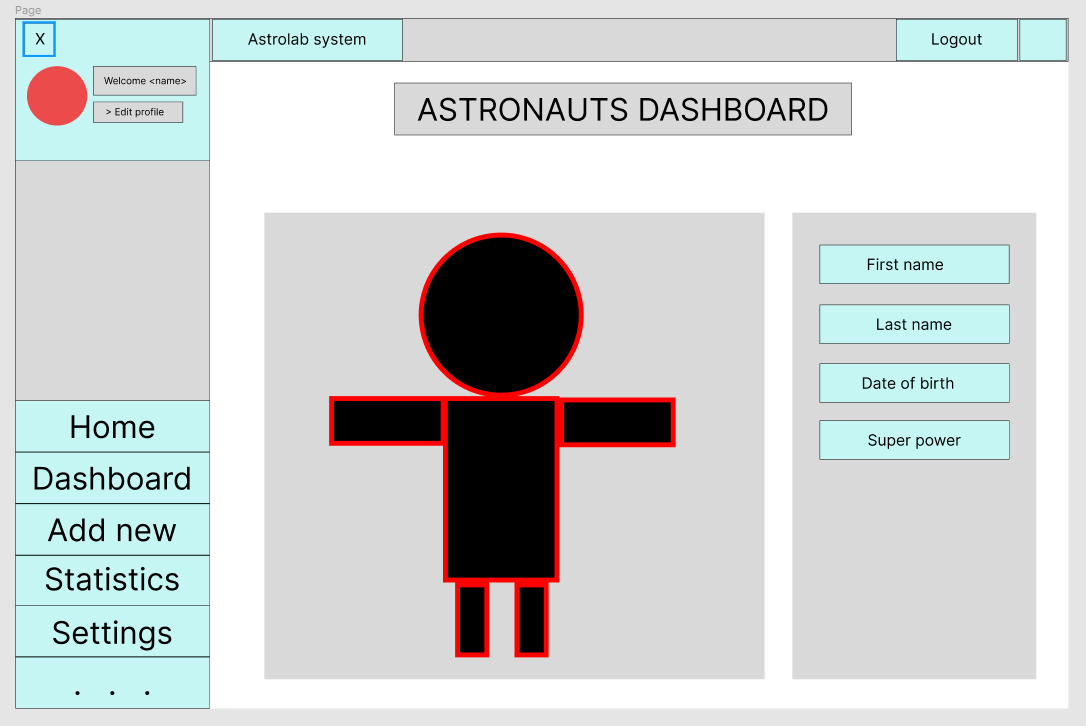 Page
X
Astrolab system
Logout
Welcome <name>
> Edit profile
ASTRONAUTS DASHBOARD
First name
Last name
Date of birth
Super power
Home
Dashboard
Add new
Statistics
Settings
. . .